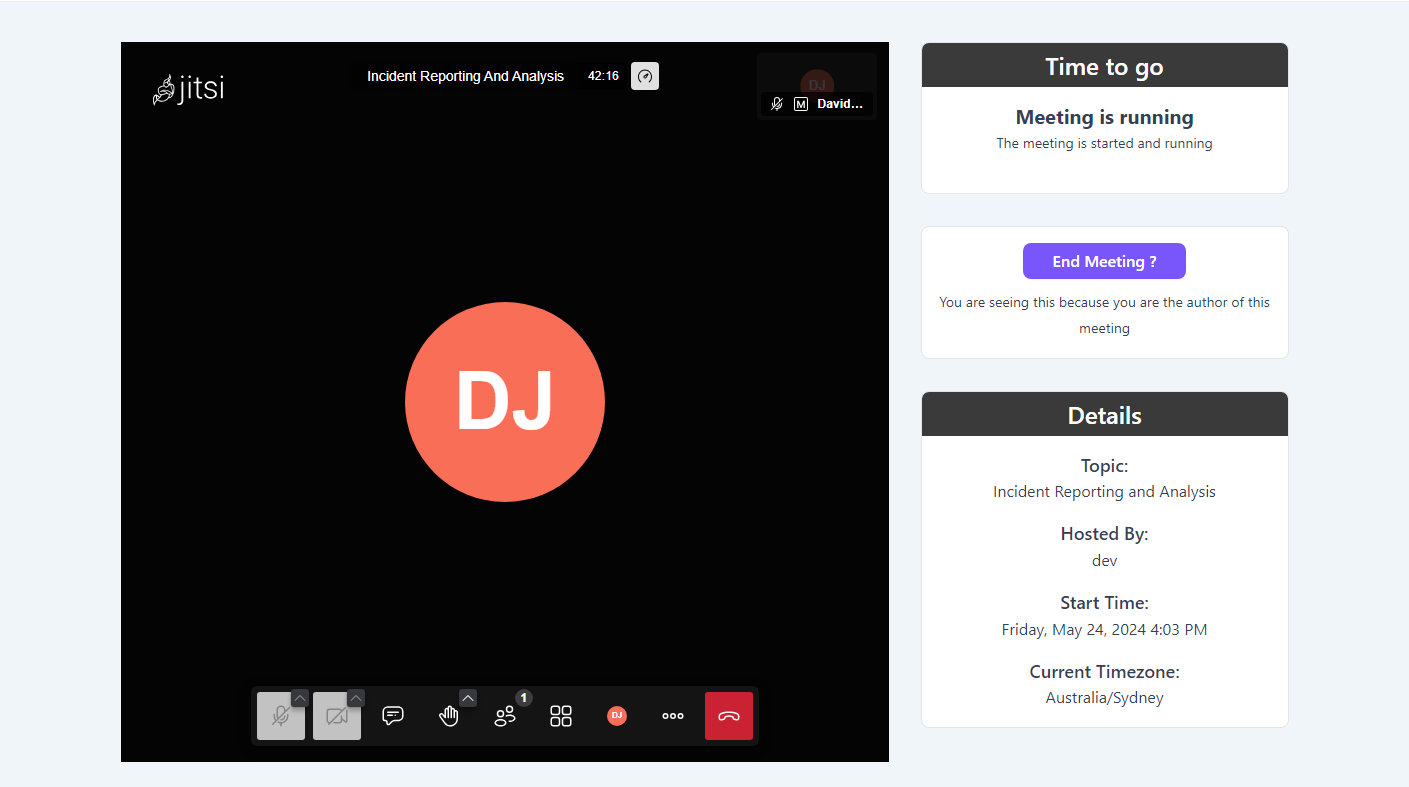 jitsi
Incident Reporting And Analysis 42:16
DJ
M David...
DJ
1
DJ
Time to go
Meeting is running
The meeting is started and running
End Meeting ?
You are seeing this because you are the author of this
meeting
Details
Topic:
Incident Reporting and Analysis
Hosted By:
dev
Start Time:
Friday, May 24, 2024 4:03 PM
Current Timezone:
Australia/Sydney